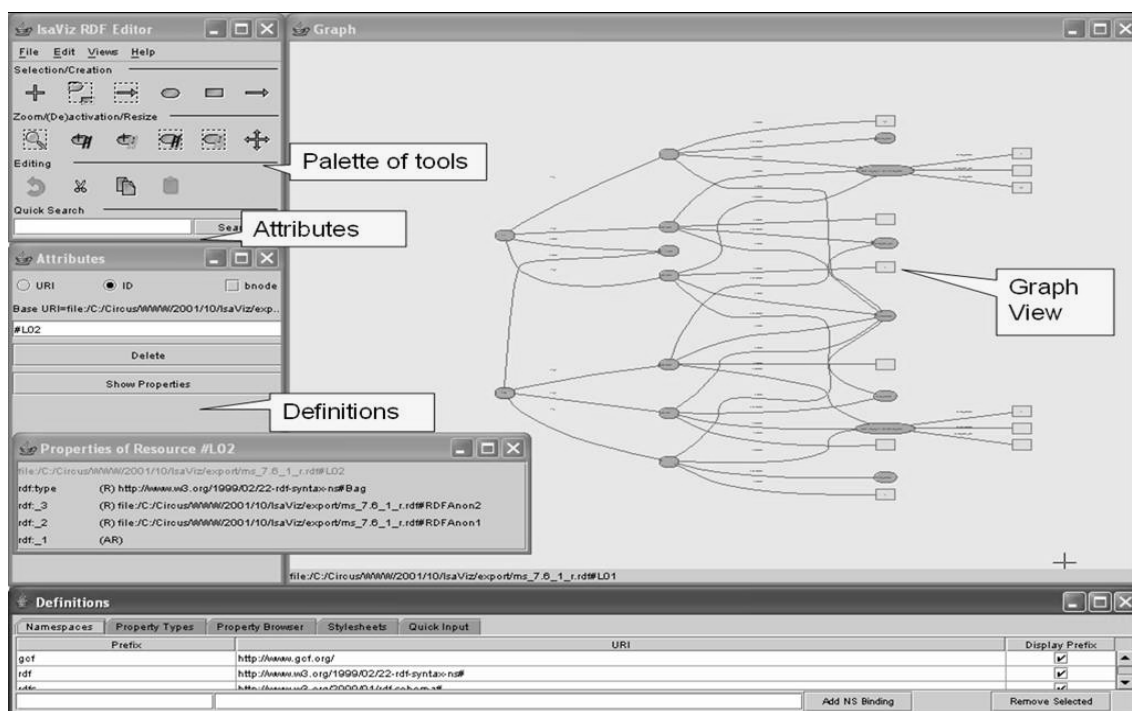 IsaViz RDF Editor
File Edit Views Help
Selection/Creation
Zoom/(De)activation/Resize
Editing
Quick Search
Palette of tools
Attributes
Attributes
URI ID bnode
Base URI=file:/C:/Circus/WWW/2001/10/IsaViz/exp..
#L02
Delete
Show Properties
Definitions
Properties of Resource #L02
file:/C:/Circus/WWW/2001/10/IsaViz/export/ms_7.6_1_r.rdf#L02
rdf:type (R) http://www.w3.org/1999/02/22-rdf-syntax-ns#Bag
rdf:_3 (R) file:/C:/Circus/WWW/2001/10/IsaViz/export/ms_7.6_1_r.rdf#RDFAnon2
rdf:_2 (R) file:/C:/Circus/WWW/2001/10/IsaViz/export/ms_7.6_1_r.rdf#RDFAnon1
rdf:_1 (AR)
Graph
Graph
View
file:/C:/Circus/WWW/2001/10/IsaViz/export/ms_7.6_1_r.rdf#L01
Definitions
Namespaces Property Types Property Browser Stylesheets Quick Input
Prefix URI Display Prefix
gcf http://www.gcf.org/
rdf http://www.w3.org/1999/02/22-rdf-syntax-ns#
Add NS Binding Remove Selected